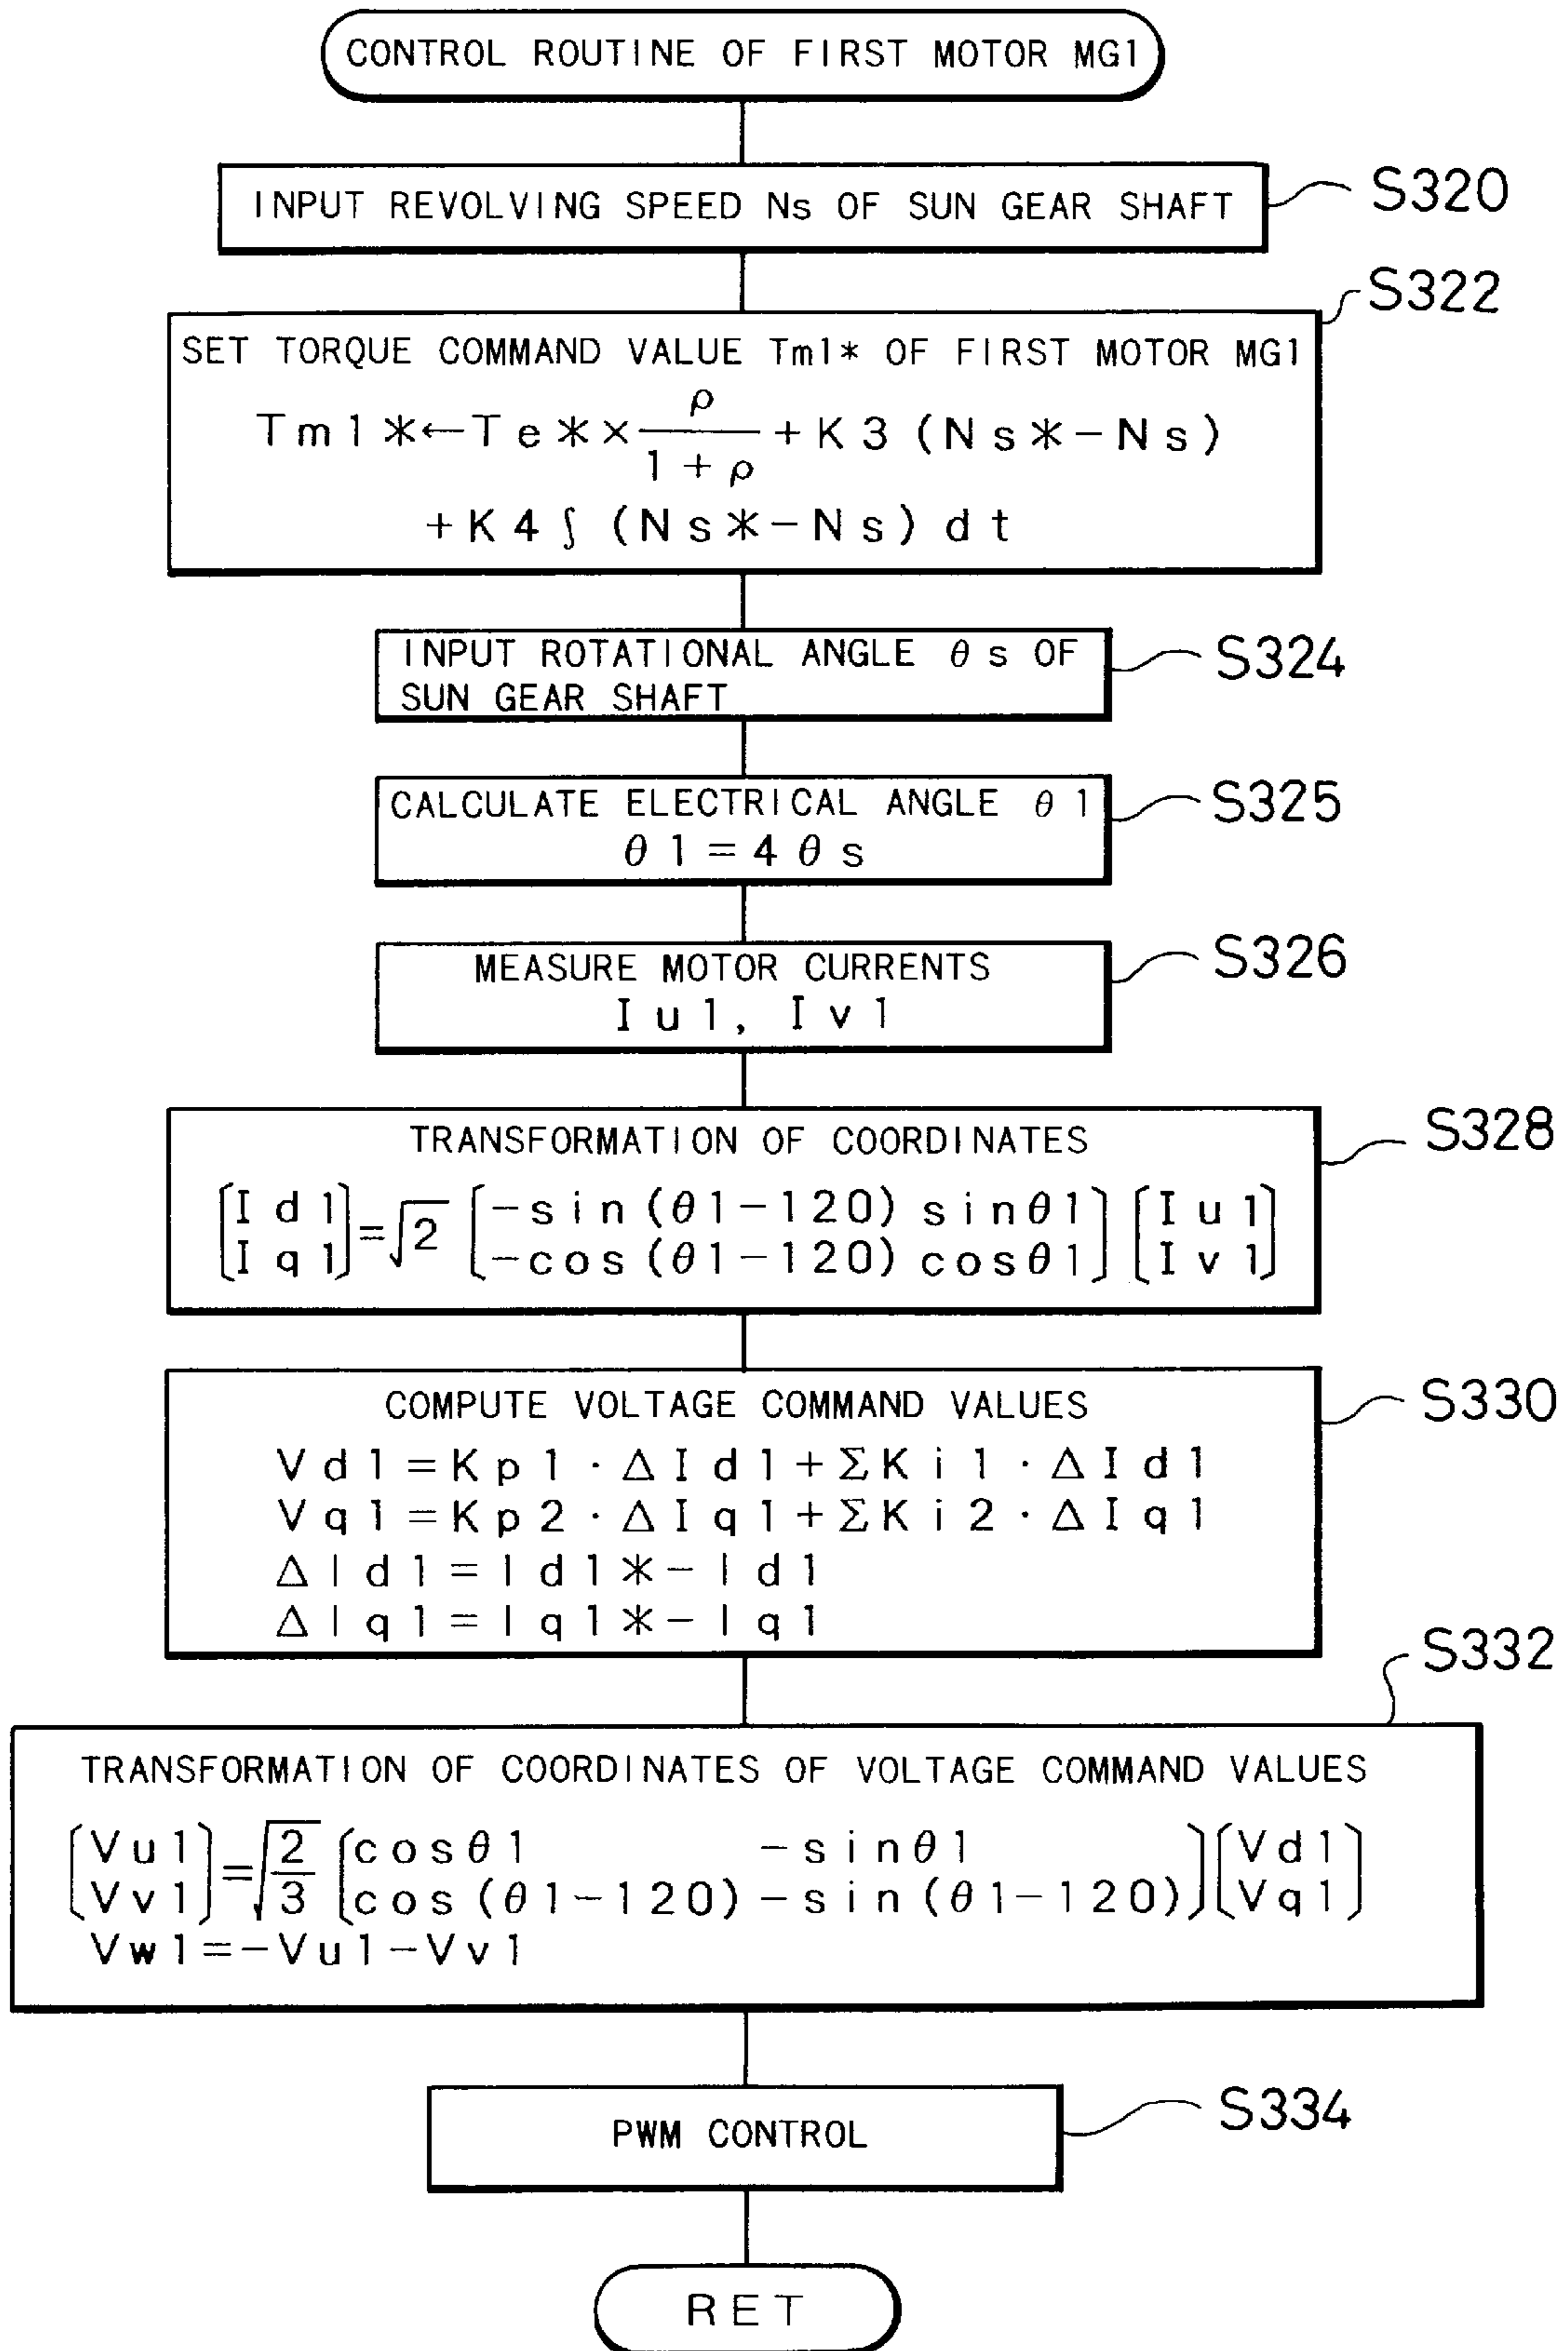 CONTROL ROUTINE OF FIRST MOTOR MG1
INPUT REVOLVING SPEED Ns OF SUN GEAR SHAFT
S320
S322
SET TORQUE COMMAND VALUE Tm1* OF FIRST MOTOR MG1
Tm1*←Te*×ρ/(1+ρ)+K3(Ns*-Ns)
+K4∫(Ns*-Ns)dt
INPUT ROTATIONAL ANGLE θs OF
SUN GEAR SHAFT
S324
CALCULATE ELECTRICAL ANGLE θ1
θ1=4θs
S325
MEASURE MOTOR CURRENTS
Iu1, Iv1
S326
S328
TRANSFORMATION OF COORDINATES
[Id1]=√2 [-sin(θ1-120) sinθ1] [Iu1]
[Iq1] [-cos(θ1-120) cosθ1] [Iv1]
S330
COMPUTE VOLTAGE COMMAND VALUES
Vd1=Kp1·ΔId1+ΣKi1·ΔId1
Vq1=Kp2·ΔIq1+ΣKi2·ΔIq1
ΔId1=Id1*-Id1
ΔIq1=Iq1*-Iq1
S332
TRANSFORMATION OF COORDINATES OF VOLTAGE COMMAND VALUES
[Vu1]=√(2/3) [cosθ1 -sinθ1] [Vd1]
[Vv1] [cos(θ1-120) -sin(θ1-120)] [Vq1]
Vw1=-Vu1-Vv1
PWM CONTROL
S334
RET